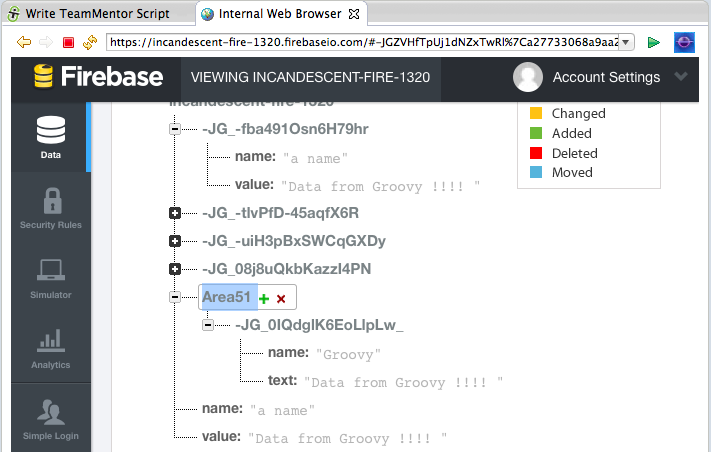 Write TeamMentor Script
Internal Web Browser
https://incandescent-fire-1320.firebaseio.com/#-JGZVHfTpUj1dNZxTwRl%7Ca27733068a9aa2
Firebase
VIEWING INCANDESCENT-FIRE-1320
Account Settings
Data
Security Rules
Simulator
Analytics
Simple Login
incandescent-fire-1320
-JG_-fba491Osn6H79hr
name: "a name"
value: "Data from Groovy !!!! "
-JG_-tlvPfD-45aqfX6R
-JG_-uiH3pBxSWCqGXDy
-JG_08j8uQkbKazzI4PN
Area51
-JG_0IQdglK6EoLlpLw_
name: "Groovy"
text: "Data from Groovy !!!! "
name: "a name"
value: "Data from Groovy !!!! "
Changed
Added
Deleted
Moved